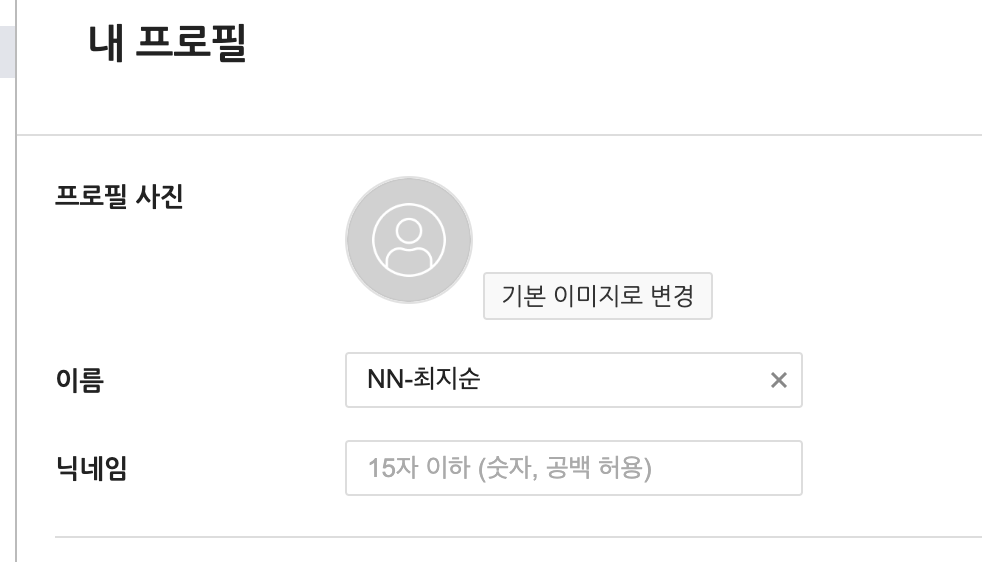 내 프로필
프로필 사진
기본 이미지로 변경
이름
NN-최지순
닉네임
15자 이하 (숫자, 공백 허용)